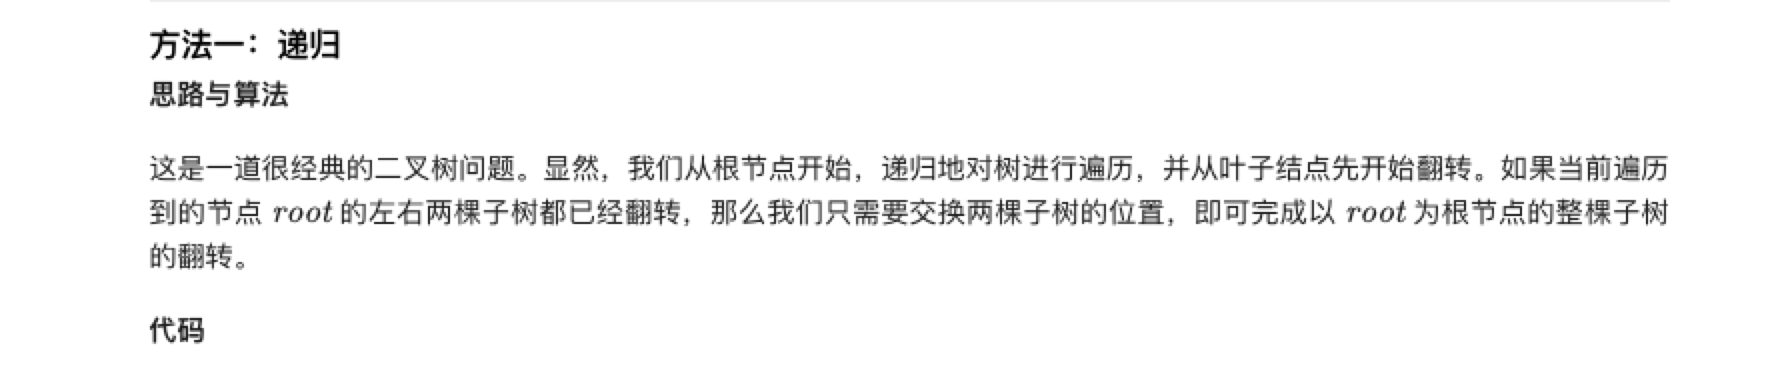 方法一：递归
思路与算法
这是一道很经典的二叉树问题。显然，我们从根节点开始，递归地对树进行遍历，并从叶子结点先开始翻转。如果当前遍历
到的节点 root 的左右两棵子树都已经翻转，那么我们只需要交换两棵子树的位置，即可完成以 root 为根节点的整棵子树
的翻转。
代码